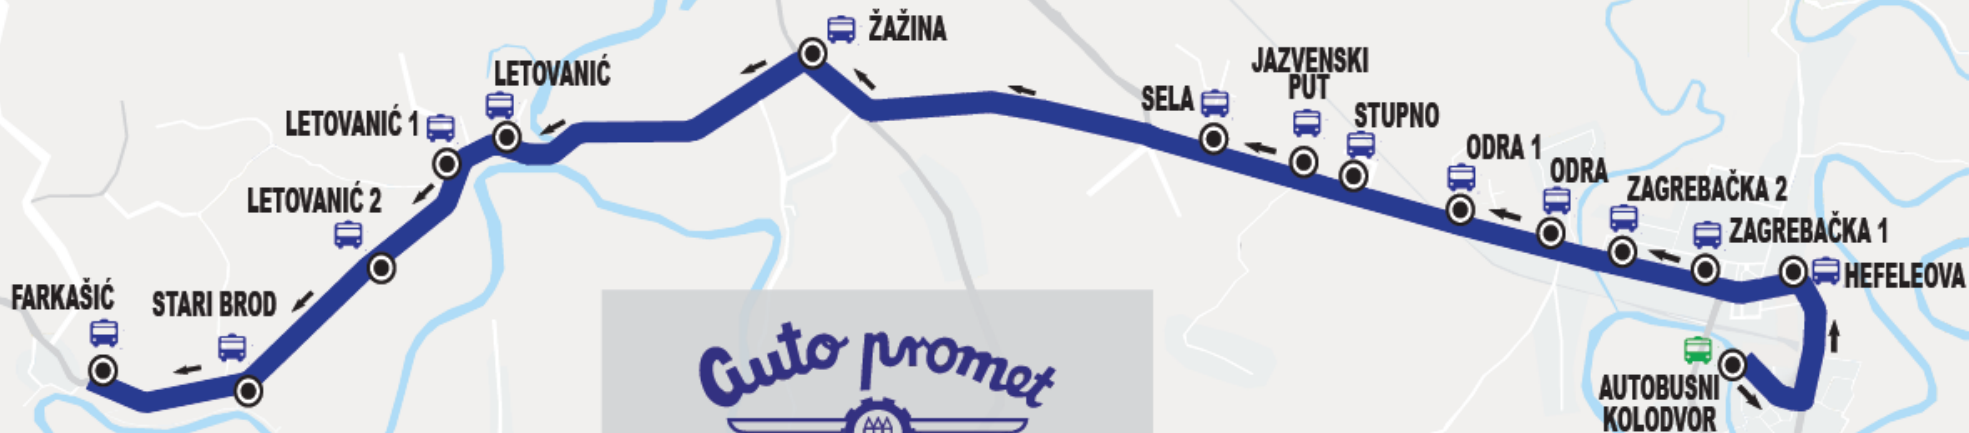 ŽAŽINA
JAZVENSKI
PUT
LETOVANIĆ
SELA
STUPNO
LETOVANIĆ 1
ODRA 1
ODRA
ZAGREBAČKA 2
LETOVANIĆ 2
ZAGREBAČKA 1
HEFELEOVA
FARKAŠIĆ
STARI BROD
Auto promet
AUTOBUSNI
KOLODVOR